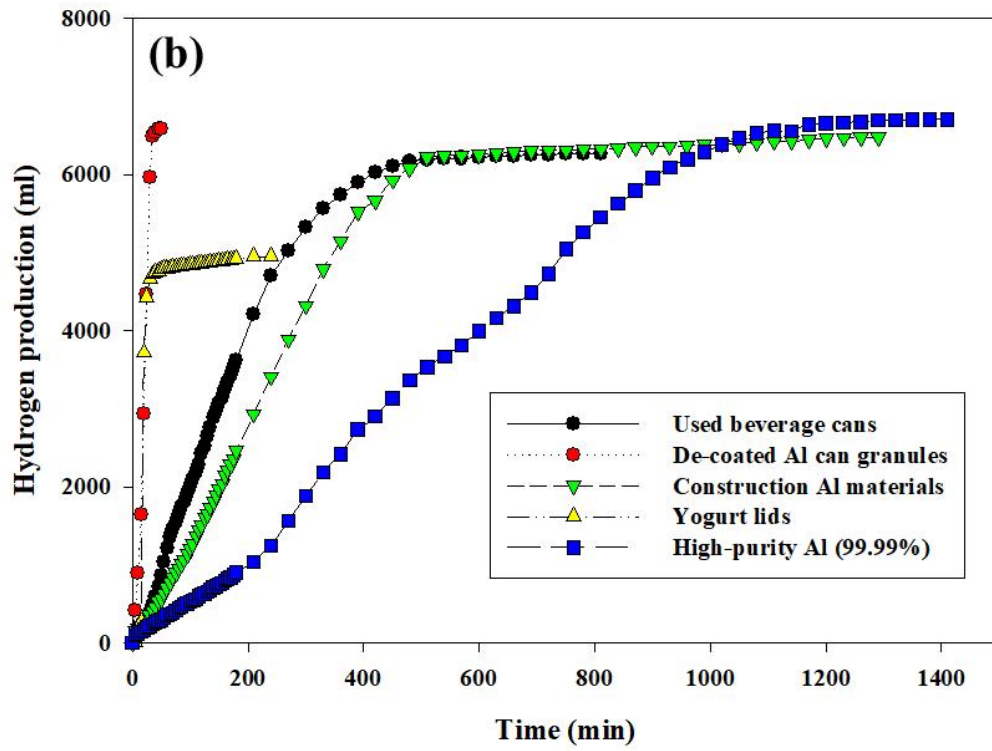 (b)
Hydrogen production (ml)
8000
6000
4000
2000
0
Used beverage cans
De-coated Al can granules
Construction Al materials
Yogurt lids
High-purity Al (99.99%)
0 200 400 600 800 1000 1200 1400
Time (min)